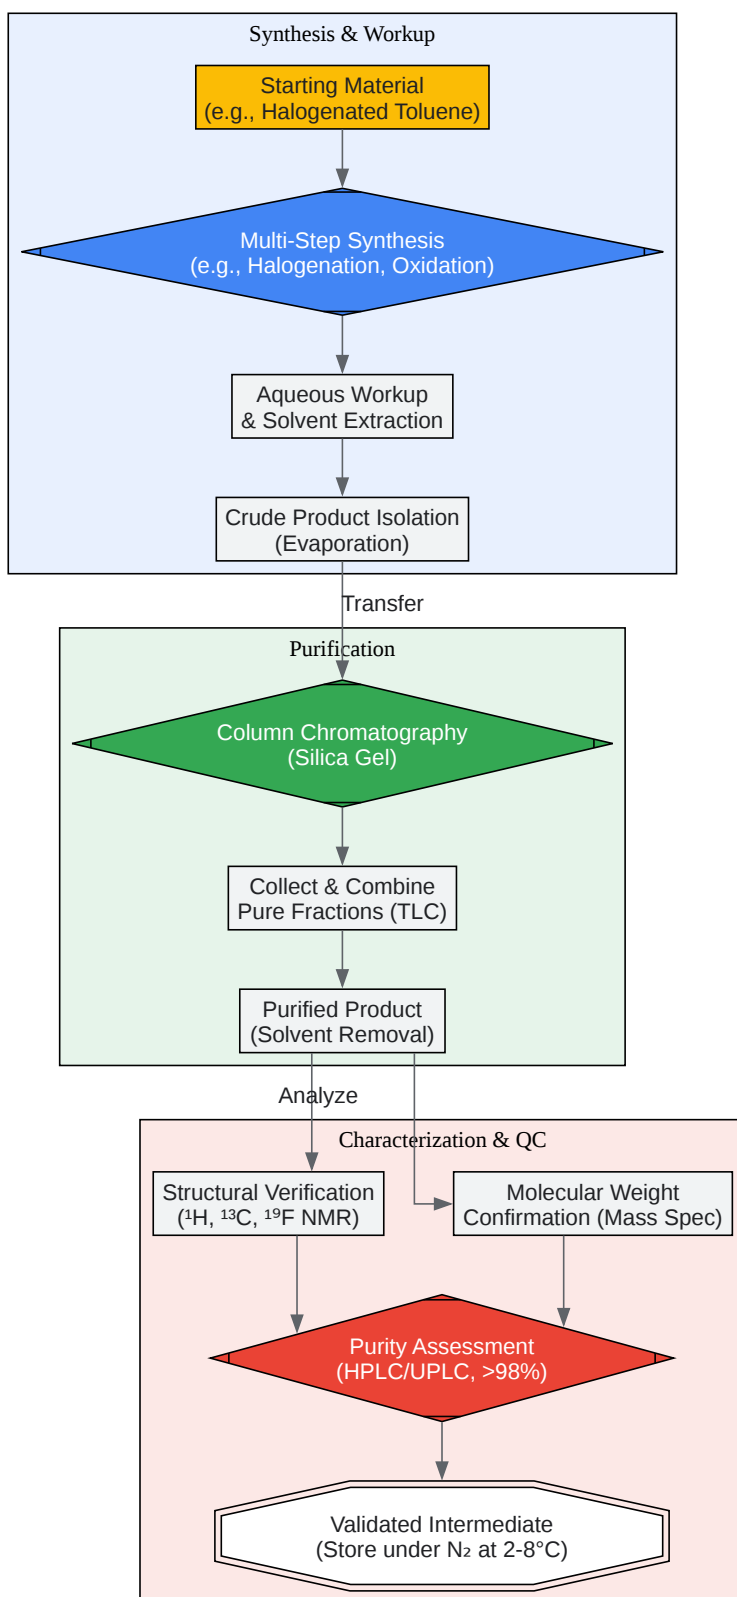 Synthesis & Workup
Starting Material
(e.g., Halogenated Toluene)
Multi-Step Synthesis
(e.g., Halogenation, Oxidation)
Aqueous Workup
& Solvent Extraction
Crude Product Isolation
(Evaporation)
Transfer
Purification
Column Chromatography
(Silica Gel)
Collect & Combine
Pure Fractions (TLC)
Purified Product
(Solvent Removal)
Analyze
Characterization & QC
Structural Verification
(¹H, ¹³C, ¹⁹F NMR)
Molecular Weight
Confirmation (Mass Spec)
Purity Assessment
(HPLC/UPLC, >98%)
Validated Intermediate
(Store under N₂ at 2-8°C)